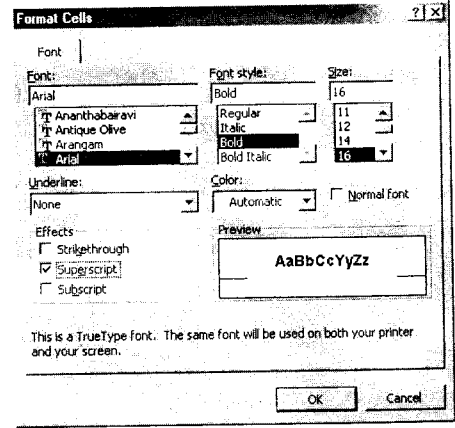 Format Cells
Font
Font: Font style: Size:
Arial Bold 16
Ananthabairavi Regular 11
Antique Olive Italic 12
Arangam Bold 14
Arial Bold Italic 16
Underline: Color:
None Automatic Normal font
Effects Preview
Strikethrough
Superscript AaBbCcYyZz
Subscript
This is a TrueType font. The same font will be used on both your printer
and your screen.
OK Cancel